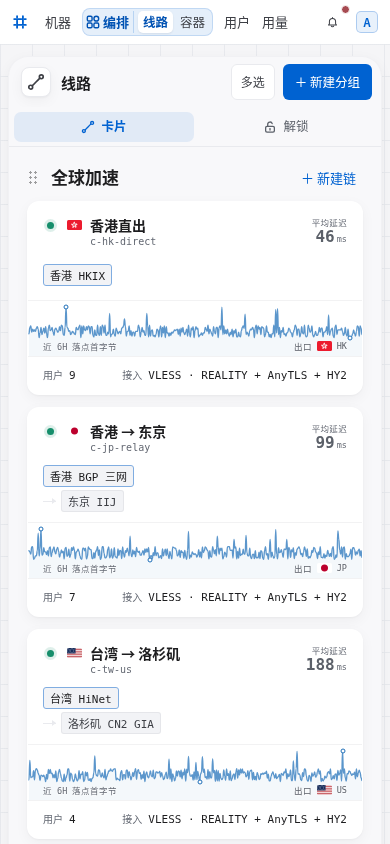 机器 编排 线路 容器 用户 用量 A
线路 多选 + 新建分组
卡片 解锁
全球加速 + 新建链
香港直出 平均延迟
c-hk-direct 46 ms
香港 HKIX
近 6H 落点首字节 出口 HK
用户 9 接入 VLESS · REALITY + AnyTLS + HY2
香港 → 东京 平均延迟
c-jp-relay 99 ms
香港 BGP 三网
东京 IIJ
近 6H 落点首字节 出口 JP
用户 7 接入 VLESS · REALITY + AnyTLS + HY2
台湾 → 洛杉矶 平均延迟
c-tw-us 188 ms
台湾 HiNet
洛杉矶 CN2 GIA
近 6H 落点首字节 出口 US
用户 4 接入 VLESS · REALITY + AnyTLS + HY2